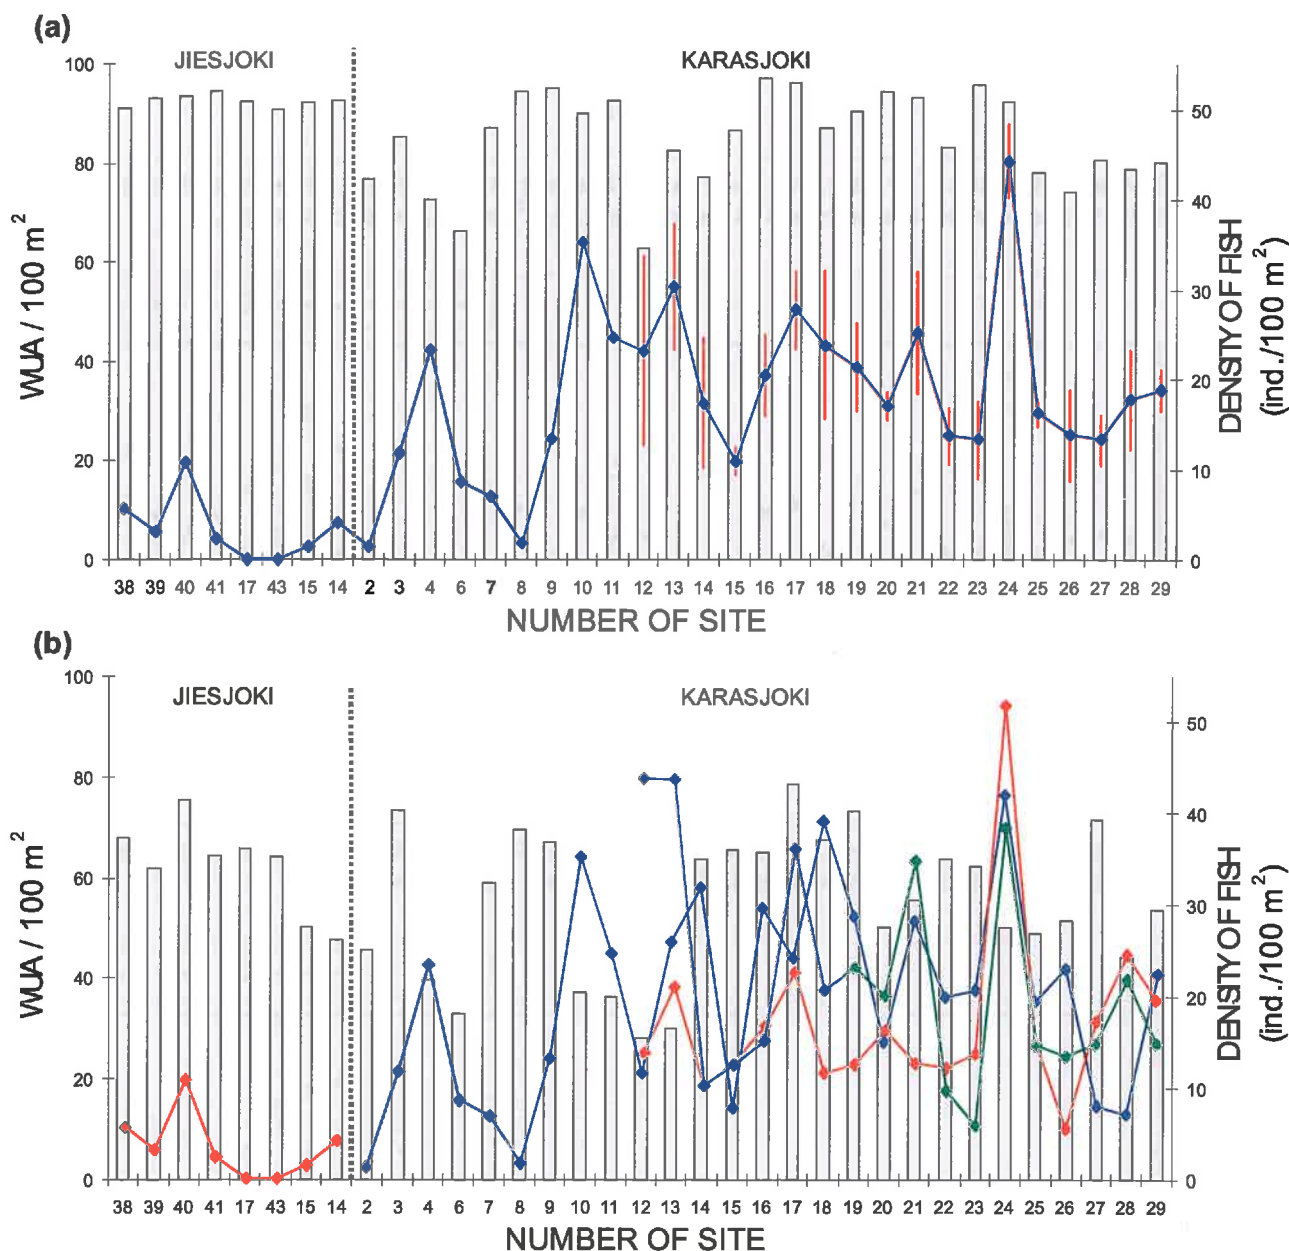 (a)
JIESJOKI KARASJOKI
100
80
60
40
20
0
WUA / 100 m²
50
40
30
20
10
0
DENSITY OF FISH
(ind./100 m²)
38 39 40 41 17 43 15 14 2 3 4 6 7 8 9 10 11 12 13 14 15 16 17 18 19 20 21 22 23 24 25 26 27 28 29
NUMBER OF SITE
(b)
JIESJOKI KARASJOKI
100
80
60
40
20
0
WUA / 100 m²
50
40
30
20
10
0
DENSITY OF FISH
(ind./100 m²)
38 39 40 41 17 43 15 14 2 3 4 6 7 8 9 10 11 12 13 14 15 16 17 18 19 20 21 22 23 24 25 26 27 28 29
NUMBER OF SITE